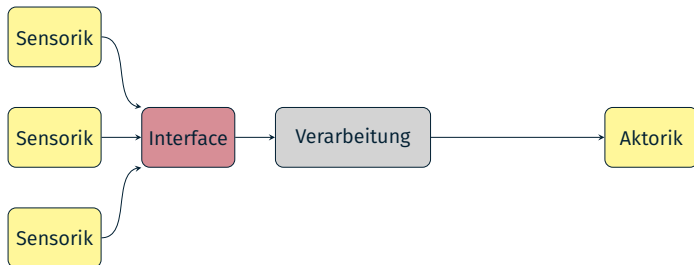 Sensorik
Sensorik
Interface
Verarbeitung
Aktorik
Sensorik